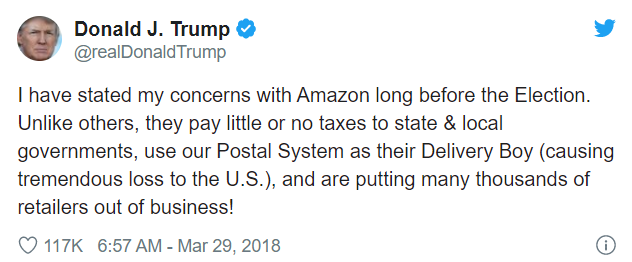 Donald J. Trump
@realDonaldTrump
I have stated my concerns with Amazon long before the Election.
Unlike others, they pay little or no taxes to state & local
governments, use our Postal System as their Delivery Boy (causing
tremendous loss to the U.S.), and are putting many thousands of
retailers out of business!
117K 6:57 AM - Mar 29, 2018